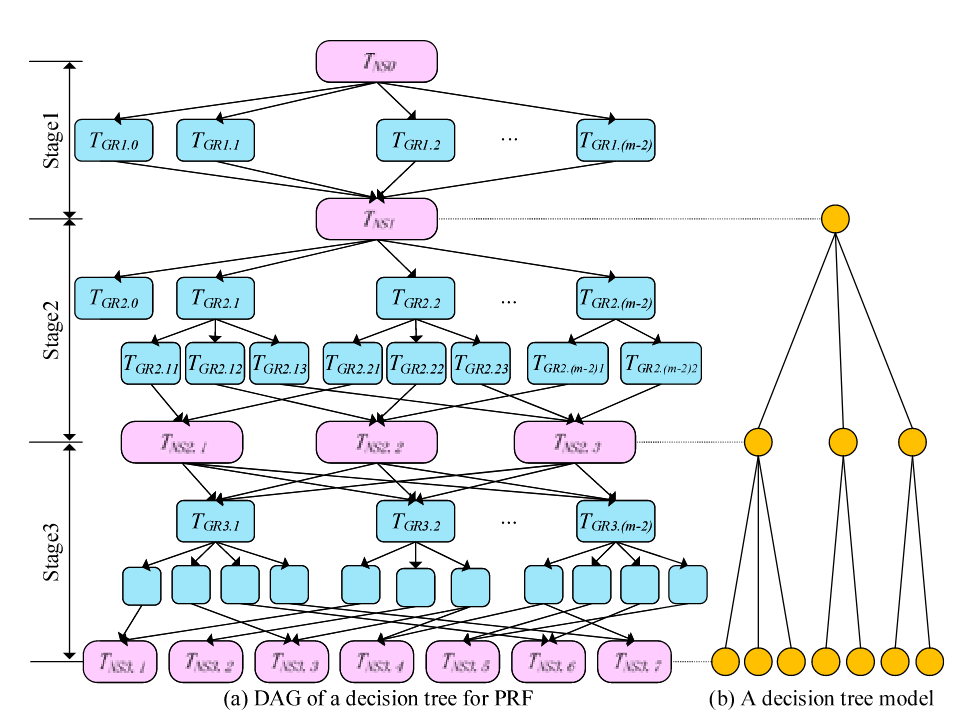 T_NS0
Stage1
T_GR1.0 T_GR1.1 T_GR1.2 ... T_GR1.(m-2)
T_NS1
Stage2
T_GR2.0 T_GR2.1 T_GR2.2 ... T_GR2.(m-2)
T_GR2.11 T_GR2.12 T_GR2.13 T_GR2.21 T_GR2.22 T_GR2.23 T_GR2.(m-2)1 T_GR2.(m-2)2
T_NS2.1 T_NS2.2 T_NS2.3
Stage3
T_GR3.1 T_GR3.2 ... T_GR3.(m-2)
T_NS3.1 T_NS3.2 T_NS3.3 T_NS3.4 T_NS3.5 T_NS3.6 T_NS3.7
(a) DAG of a decision tree for PRF
(b) A decision tree model